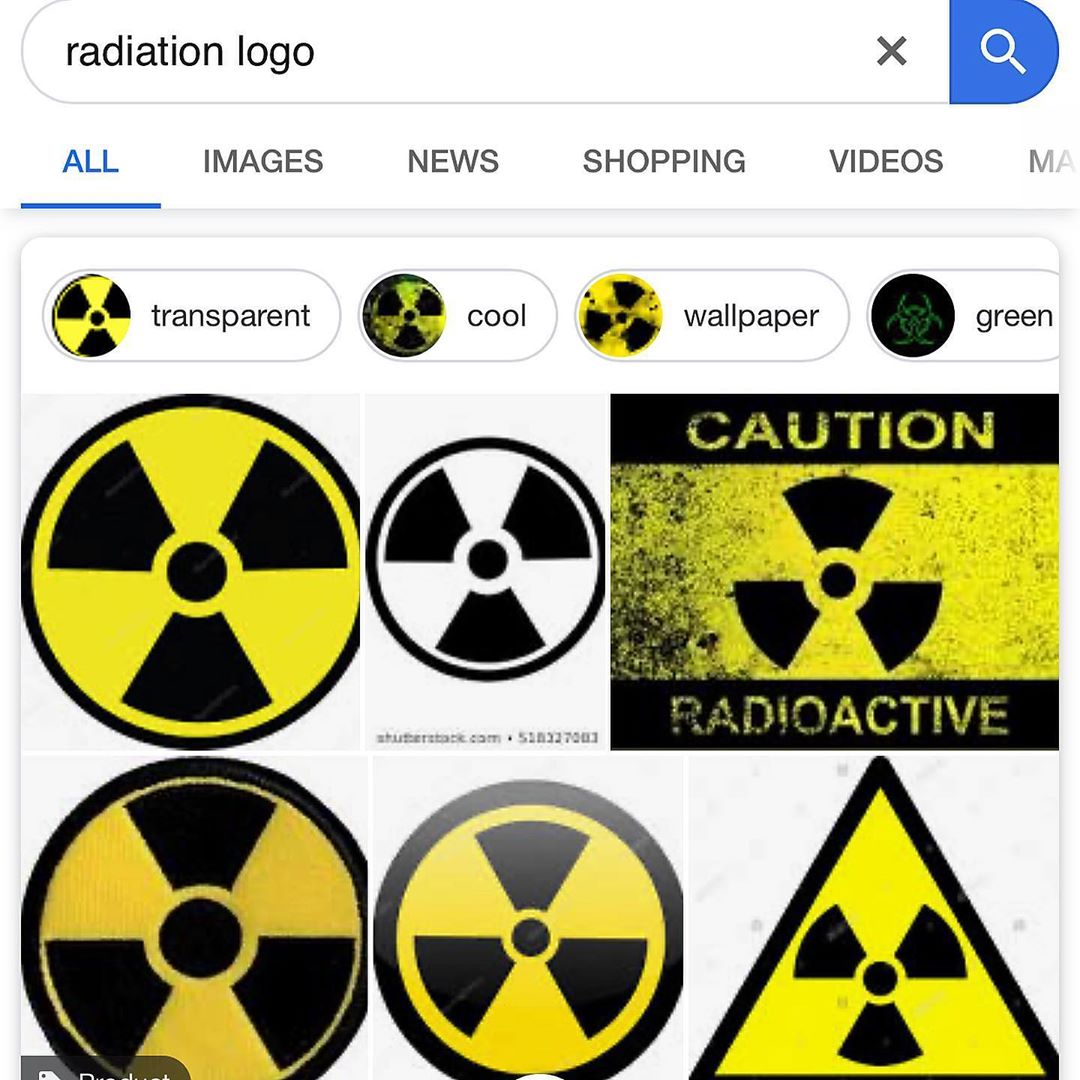 radiation logo
ALL IMAGES NEWS SHOPPING VIDEOS MA
transparent cool wallpaper green
CAUTION
RADIOACTIVE
shutterstock.com • 518327083
Product